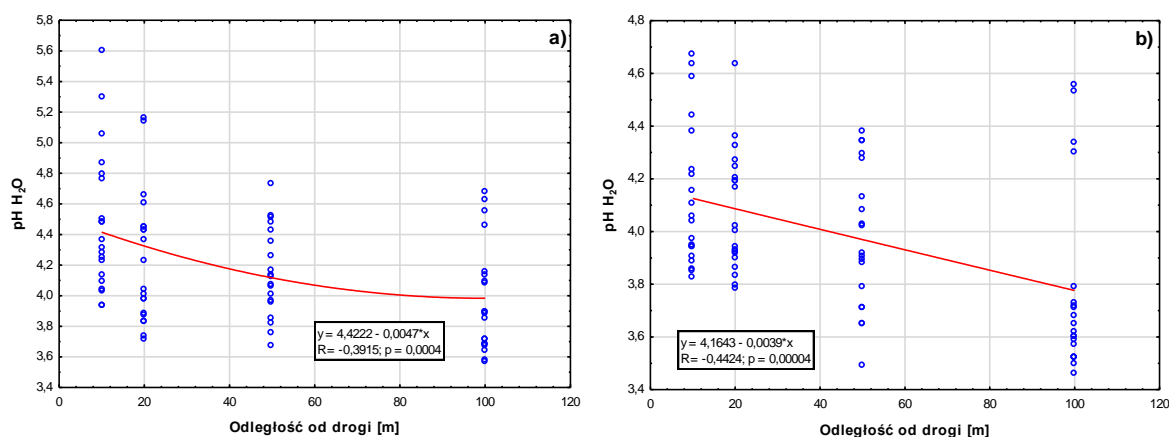 a)
5,6
5,4
5,2
5,0
4,8
4,6
4,4
4,2
4,0
3,8
3,6
3,4
pH H₂O
y = 4,4222 - 0,0047*x
R= -0,3915; p = 0,0004
0 20 40 60 80 100 120
Odległość od drogi [m]
b)
4,8
4,6
4,4
4,2
4,0
3,8
3,6
3,4
pH H₂O
y = 4,1643 - 0,0039*x
R= -0,4424; p = 0,00004
0 20 40 60 80 100 120
Odległość od drogi [m]